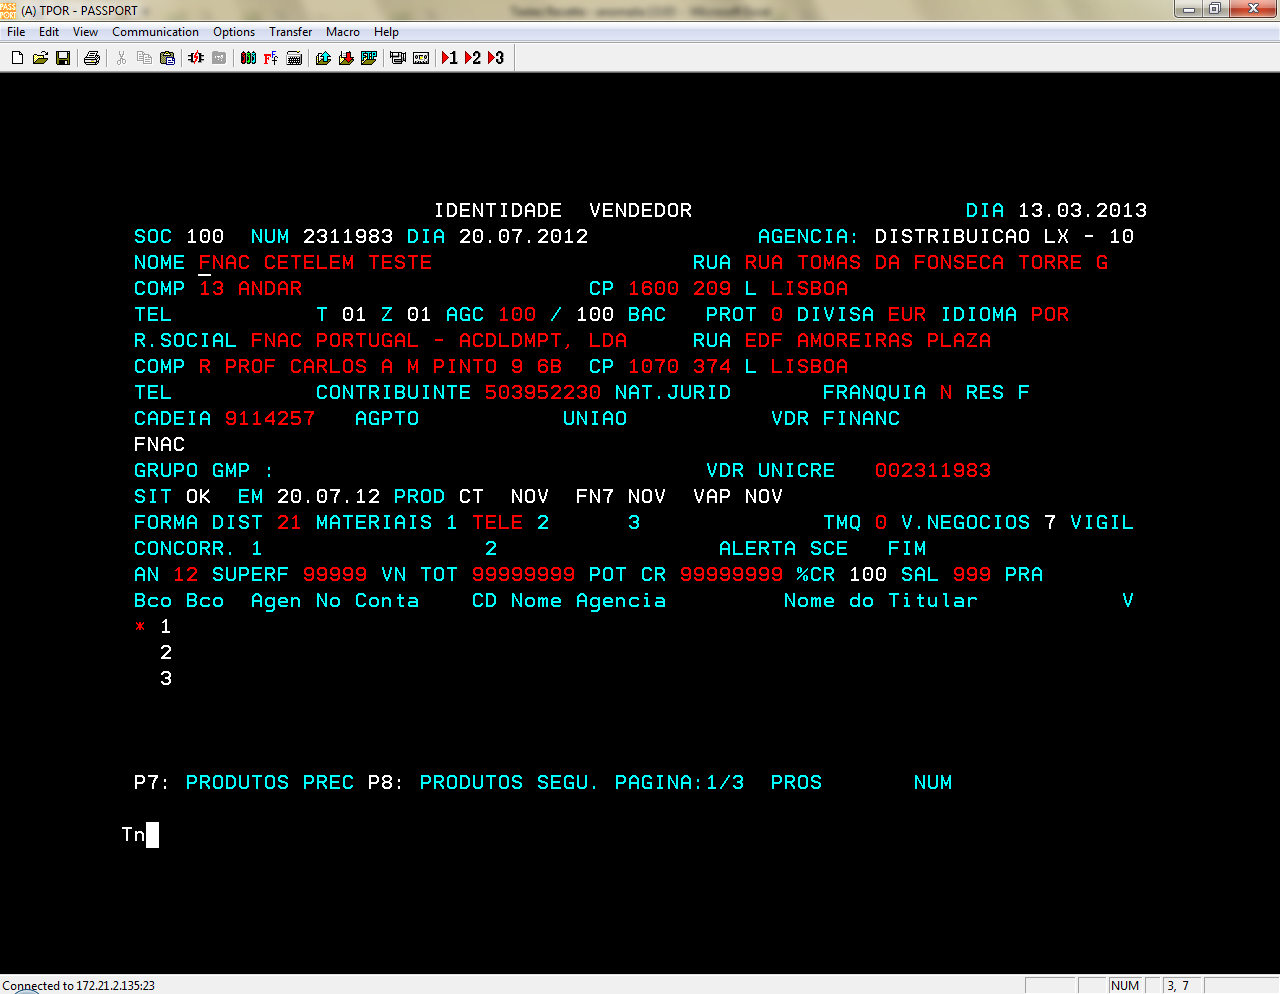 (A) TPOR - PASSPORT
File Edit View Communication Options Transfer Macro Help
1 2 3
IDENTIDADE VENDEDOR DIA 13.03.2013
SOC 100 NUM 2311983 DIA 20.07.2012 AGENCIA: DISTRIBUICAO LX - 10
NOME FNAC CETELEM TESTE RUA RUA TOMAS DA FONSECA TORRE G
COMP 13 ANDAR CP 1600 209 L LISBOA
TEL T 01 Z 01 AGC 100 / 100 BAC PROT 0 DIVISA EUR IDIOMA POR
R.SOCIAL FNAC PORTUGAL - ACDLDMPT, LDA RUA EDF AMOREIRAS PLAZA
COMP R PROF CARLOS A M PINTO 9 6B CP 1070 374 L LISBOA
TEL CONTRIBUINTE 503952230 NAT.JURID FRANQUIA N RES F
CADEIA 9114257 AGPTO UNIAO VDR FINANC
FNAC
GRUPO GMP : VDR UNICRE 002311983
SIT OK EM 20.07.12 PROD CT NOV FN7 NOV VAP NOV
FORMA DIST 21 MATERIAIS 1 TELE 2 3 TMQ 0 V.NEGOCIOS 7 VIGIL
CONCORR. 1 2 ALERTA SCE FIM
AN 12 SUPERF 99999 VN TOT 99999999 POT CR 99999999 %CR 100 SAL 999 PRA
Bco Bco Agen No Conta CD Nome Agencia Nome do Titular V
* 1
2
3
P7: PRODUTOS PREC P8: PRODUTOS SEGU. PAGINA:1/3 PROS NUM
Tn
Connected to 172.21.2.135:23 NUM 3, 7